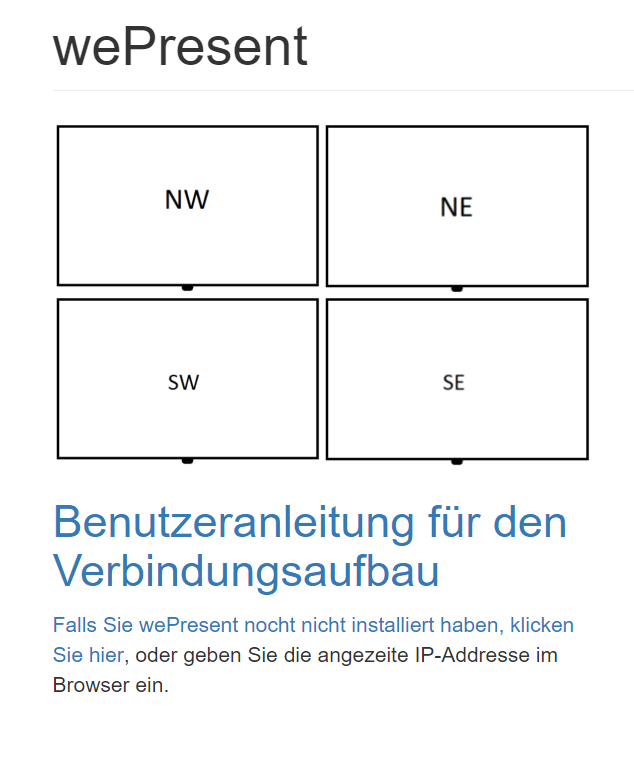 wePresent
NW
NE
SW
SE
Benutzeranleitung für den
Verbindungsaufbau
Falls Sie wePresent nocht nicht installiert haben, klicken
Sie hier, oder geben Sie die angezeite IP-Addresse im
Browser ein.